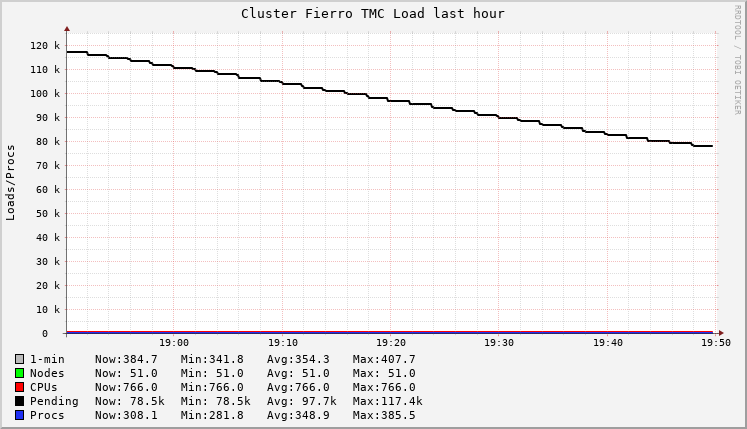 Cluster Fierro TMC Load last hour
RRDTOOL / TOBI OETIKER
Loads/Procs
120 k
110 k
100 k
90 k
80 k
70 k
60 k
50 k
40 k
30 k
20 k
10 k
0
19:00 19:10 19:20 19:30 19:40 19:50
1-min Now:384.7 Min:341.8 Avg:354.3 Max:407.7
Nodes Now: 51.0 Min: 51.0 Avg: 51.0 Max: 51.0
CPUs Now:766.0 Min:766.0 Avg:766.0 Max:766.0
Pending Now: 78.5k Min: 78.5k Avg: 97.7k Max:117.4k
Procs Now:308.1 Min:281.8 Avg:348.9 Max:385.5